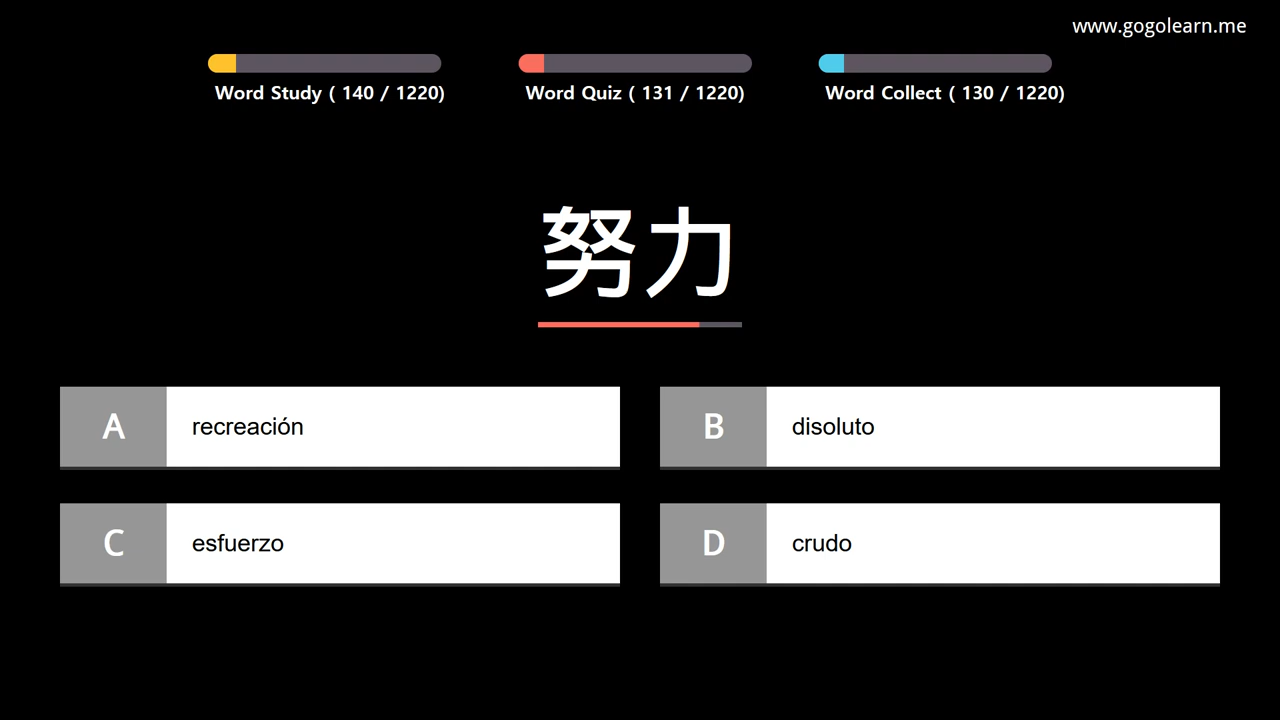 www.gogolearn.me
Word Study ( 140 / 1220)
Word Quiz ( 131 / 1220)
Word Collect ( 130 / 1220)
努力
A recreación
B disoluto
C esfuerzo
D crudo